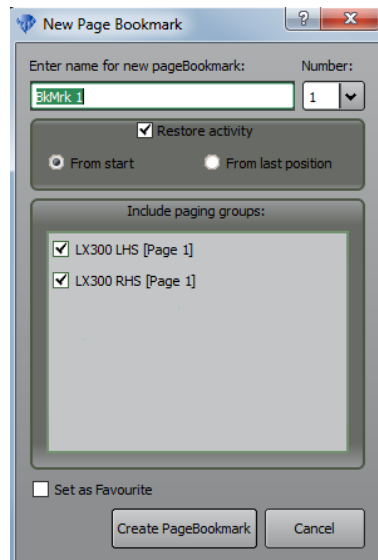 New Page Bookmark
Enter name for new pageBookmark: Number:
BkMrk 1 1
Restore activity
From start From last position
Include paging groups:
LX300 LHS [Page 1]
LX300 RHS [Page 1]
Set as Favourite
Create PageBookmark Cancel